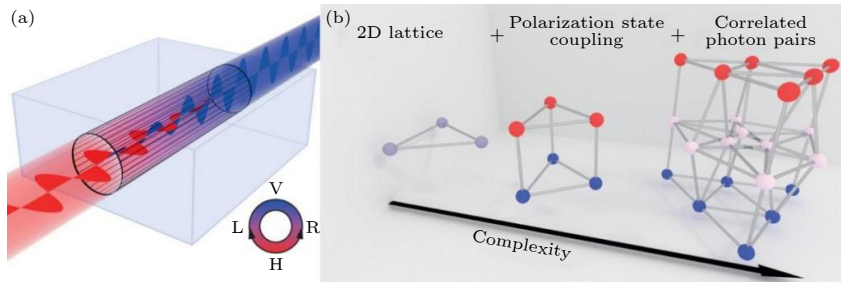 (a)
V
L
R
H
(b)
2D lattice
+
Polarization state
coupling
+
Correlated
photon pairs
Complexity